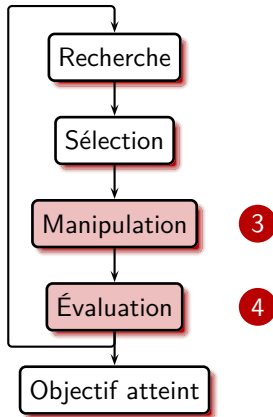 Recherche
Sélection
Manipulation 3
Évaluation 4
Objectif atteint